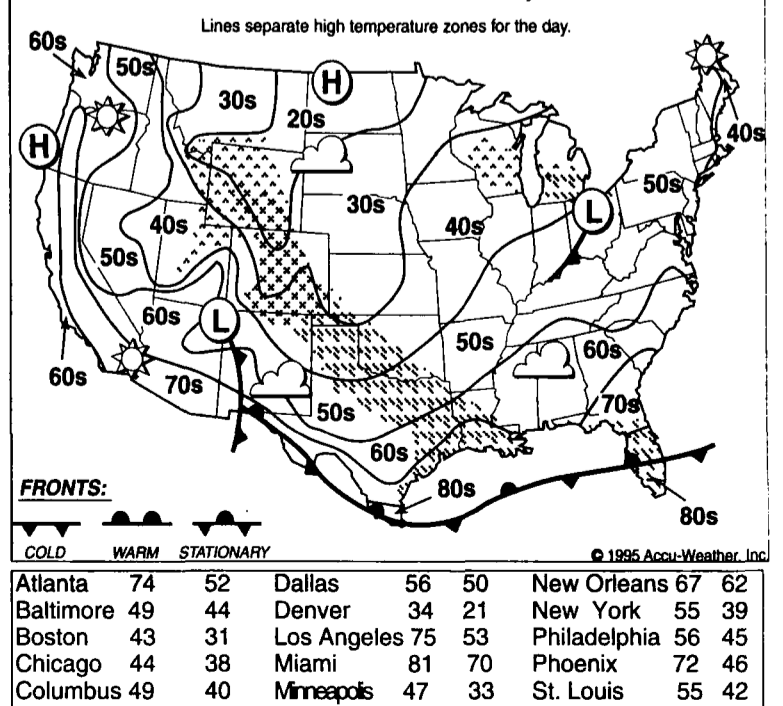 Lines separate high temperature zones for the day.
60s
50s
H
30s
20s
40s
H
50s
30s
40s
40s
L
50s
60s
L
50s
60s
60s
70s
50s
70s
60s
80s
80s
FRONTS:
COLD WARM STATIONARY
© 1995 Accu-Weather, Inc
Atlanta 74 52 Dallas 56 50 New Orleans 67 62
Baltimore 49 44 Denver 34 21 New York 55 39
Boston 43 31 Los Angeles 75 53 Philadelphia 56 45
Chicago 44 38 Miami 81 70 Phoenix 72 46
Columbus 49 40 Minneapolis 47 33 St. Louis 55 42